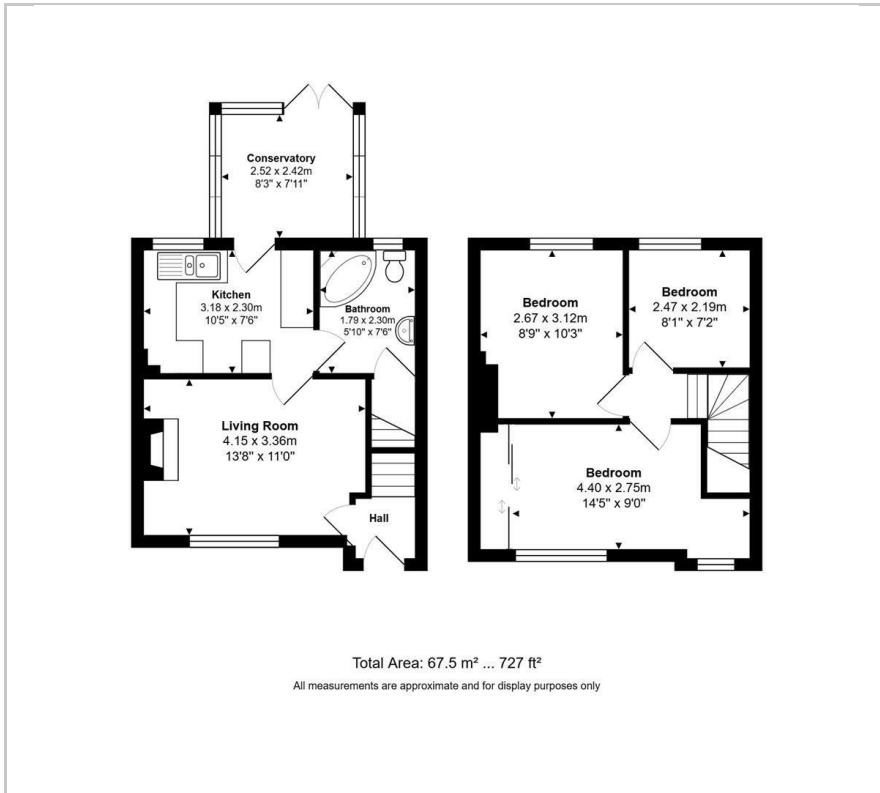 Conservatory
2.52 x 2.42m
8'3" x 7'11"
Kitchen
3.18 x 2.30m
10'5" x 7'6"
Bathroom
1.79 x 2.30m
5'10" x 7'6"
Living Room
4.15 x 3.36m
13'8" x 11'0"
Hall
Bedroom
2.67 x 3.12m
8'9" x 10'3"
Bedroom
2.47 x 2.19m
8'1" x 7'2"
Bedroom
4.40 x 2.75m
14'5" x 9'0"
Total Area: 67.5 m² ... 727 ft²
All measurements are approximate and for display purposes only